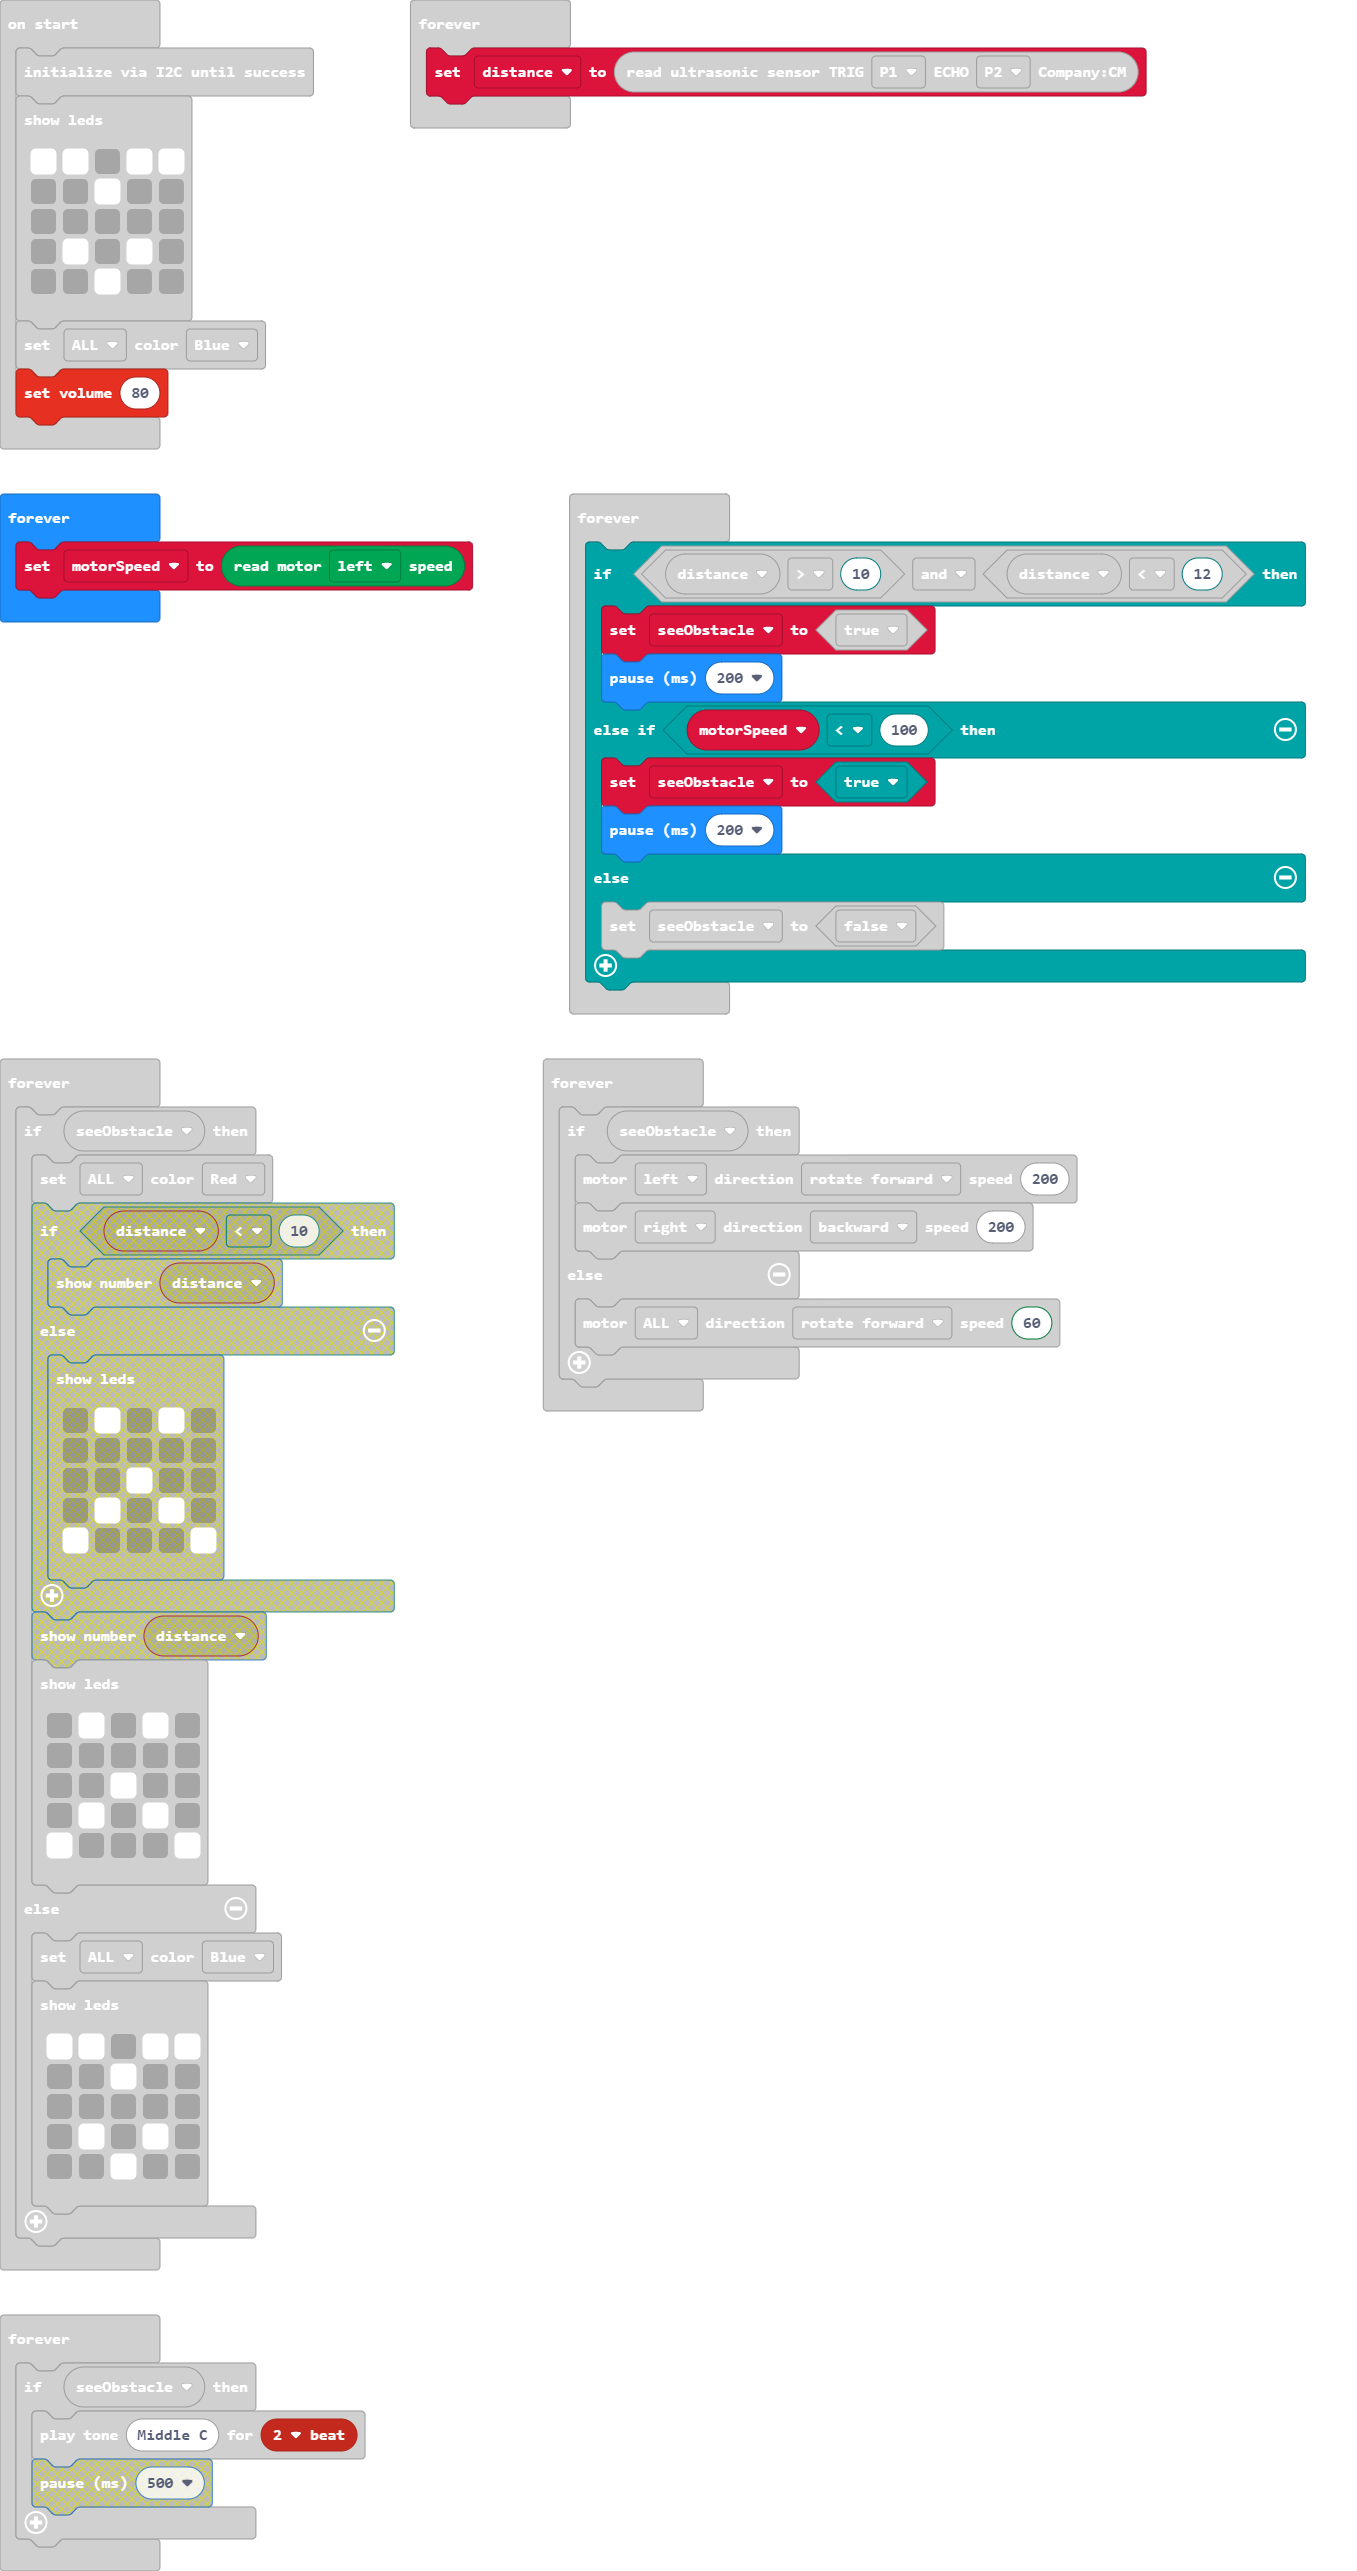 on start
initialize via I2C until success
show leds
set ALL color Blue
set volume 80
forever
set distance to read ultrasonic sensor TRIG P1 ECHO P2 Company:CM
forever
set motorSpeed to read motor left speed
forever
if distance > 10 and distance < 12 then
set seeObstacle to true
pause (ms) 200
else if motorSpeed < 100 then
set seeObstacle to true
pause (ms) 200
else
set seeObstacle to false
forever
if seeObstacle then
set ALL color Red
if distance < 10 then
show number distance
else
show leds
show number distance
show leds
else
set ALL color Blue
show leds
forever
if seeObstacle then
motor left direction rotate forward speed 200
motor right direction backward speed 200
else
motor ALL direction rotate forward speed 60
forever
if seeObstacle then
play tone Middle C for 2 beat
pause (ms) 500